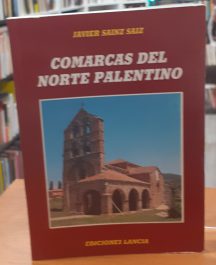 JAVIER SAINZ SAIZ
COMARCAS DEL
NORTE PALENTINO
EDICIONES LANCIA